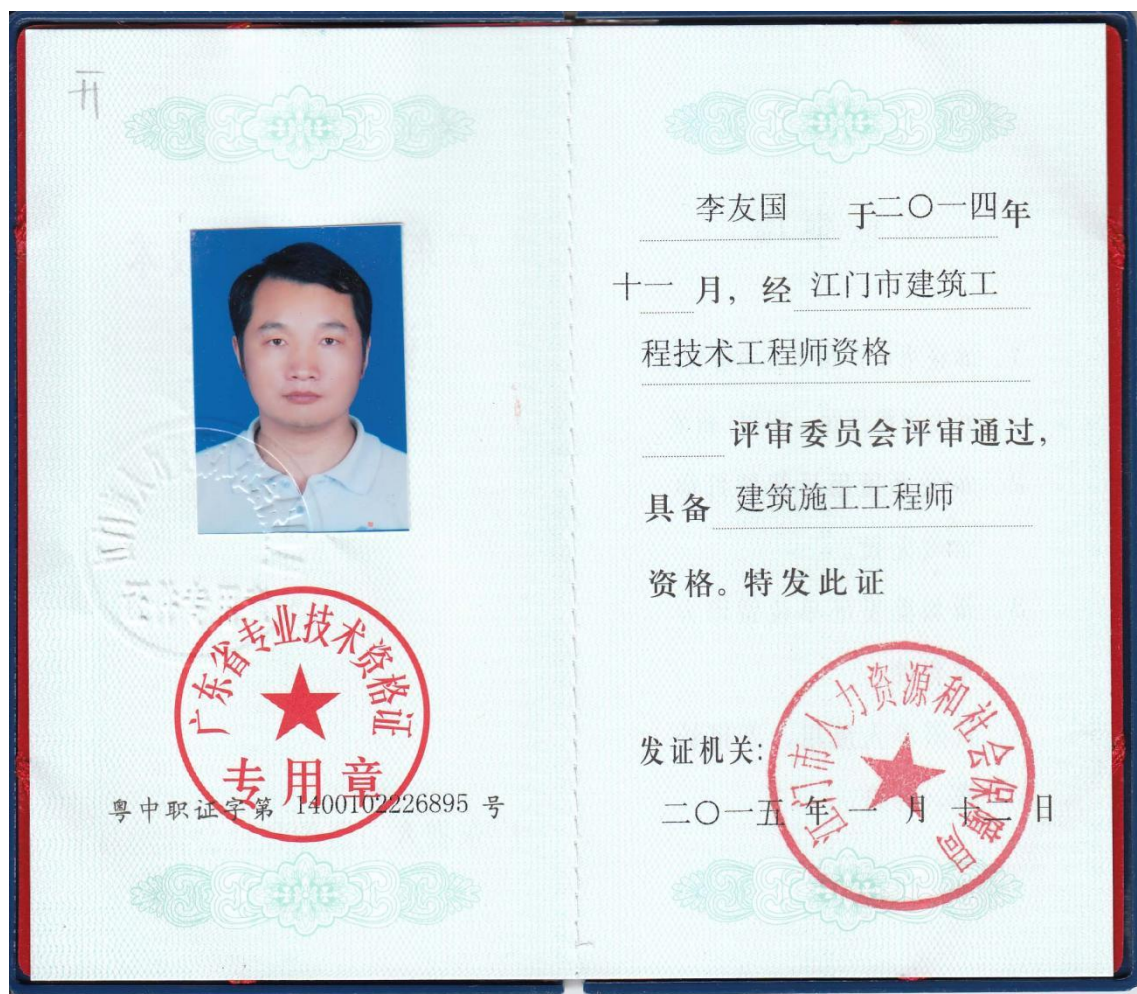 广东省专业技术资格证
专用章
粤中职证字第 1400102226895 号
李友国 于二〇一四年
十一 月，经 江门市建筑工
程技术工程师资格
评审委员会评审通过，
具备 建筑施工工程师
资格。特发此证
江门市人力资源和社会保障局
发证机关：
二〇一五 年 一 月 十二 日